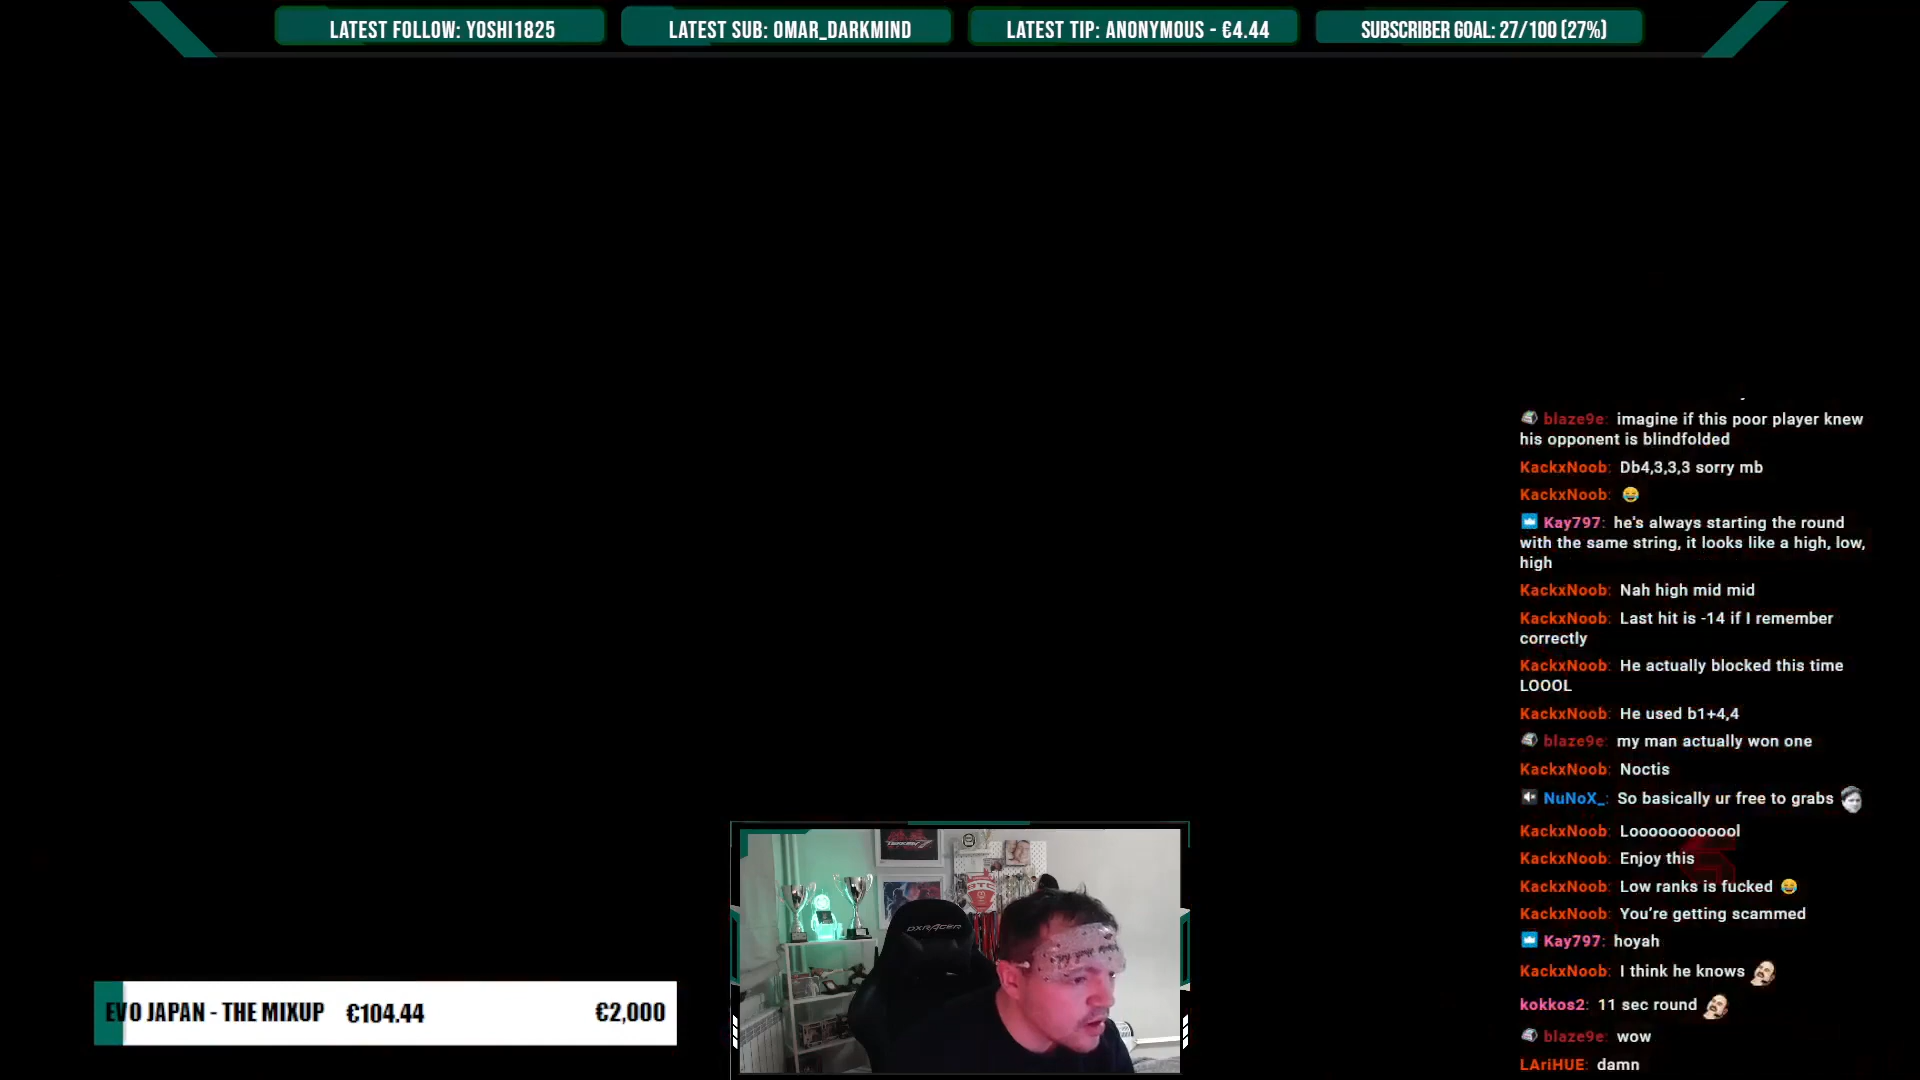 LATEST FOLLOW: YOSHI1825
LATEST SUB: OMAR_DARKMIND
LATEST TIP: ANONYMOUS - €4.44
SUBSCRIBER GOAL: 27/100 (27%)
blaze9e: imagine if this poor player knew
his opponent is blindfolded
KackxNoob: Db4,3,3,3 sorry mb
KackxNoob: 😂
Kay797: he's always starting the round
with the same string, it looks like a high, low,
high
KackxNoob: Nah high mid mid
KackxNoob: Last hit is -14 if I remember
correctly
KackxNoob: He actually blocked this time
LOOOL
KackxNoob: He used b1+4,4
blaze9e: my man actually won one
KackxNoob: Noctis
NuNoX_: So basically ur free to grabs
KackxNoob: Looooooooooool
KackxNoob: Enjoy this
KackxNoob: Low ranks is fucked 😂
KackxNoob: You're getting scammed
Kay797: hoyah
KackxNoob: I think he knows
kokkos2: 11 sec round
blaze9e: wow
LAriHUE: damn
EVO JAPAN - THE MIXUP €104.44 €2,000
TEKKEN 7
DXRACER